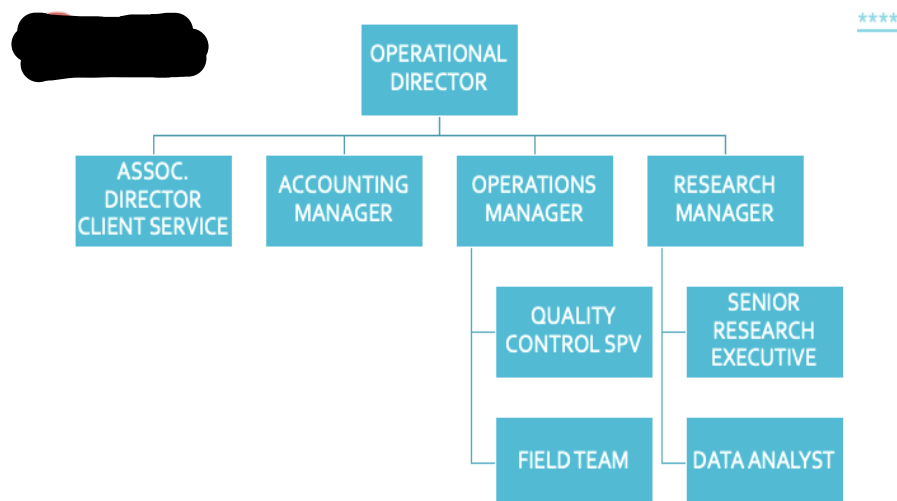 ****
OPERATIONAL
DIRECTOR
ASSOC.
DIRECTOR
CLIENT SERVICE
ACCOUNTING
MANAGER
OPERATIONS
MANAGER
RESEARCH
MANAGER
QUALITY
CONTROL SPV
SENIOR
RESEARCH
EXECUTIVE
FIELD TEAM
DATA ANALYST